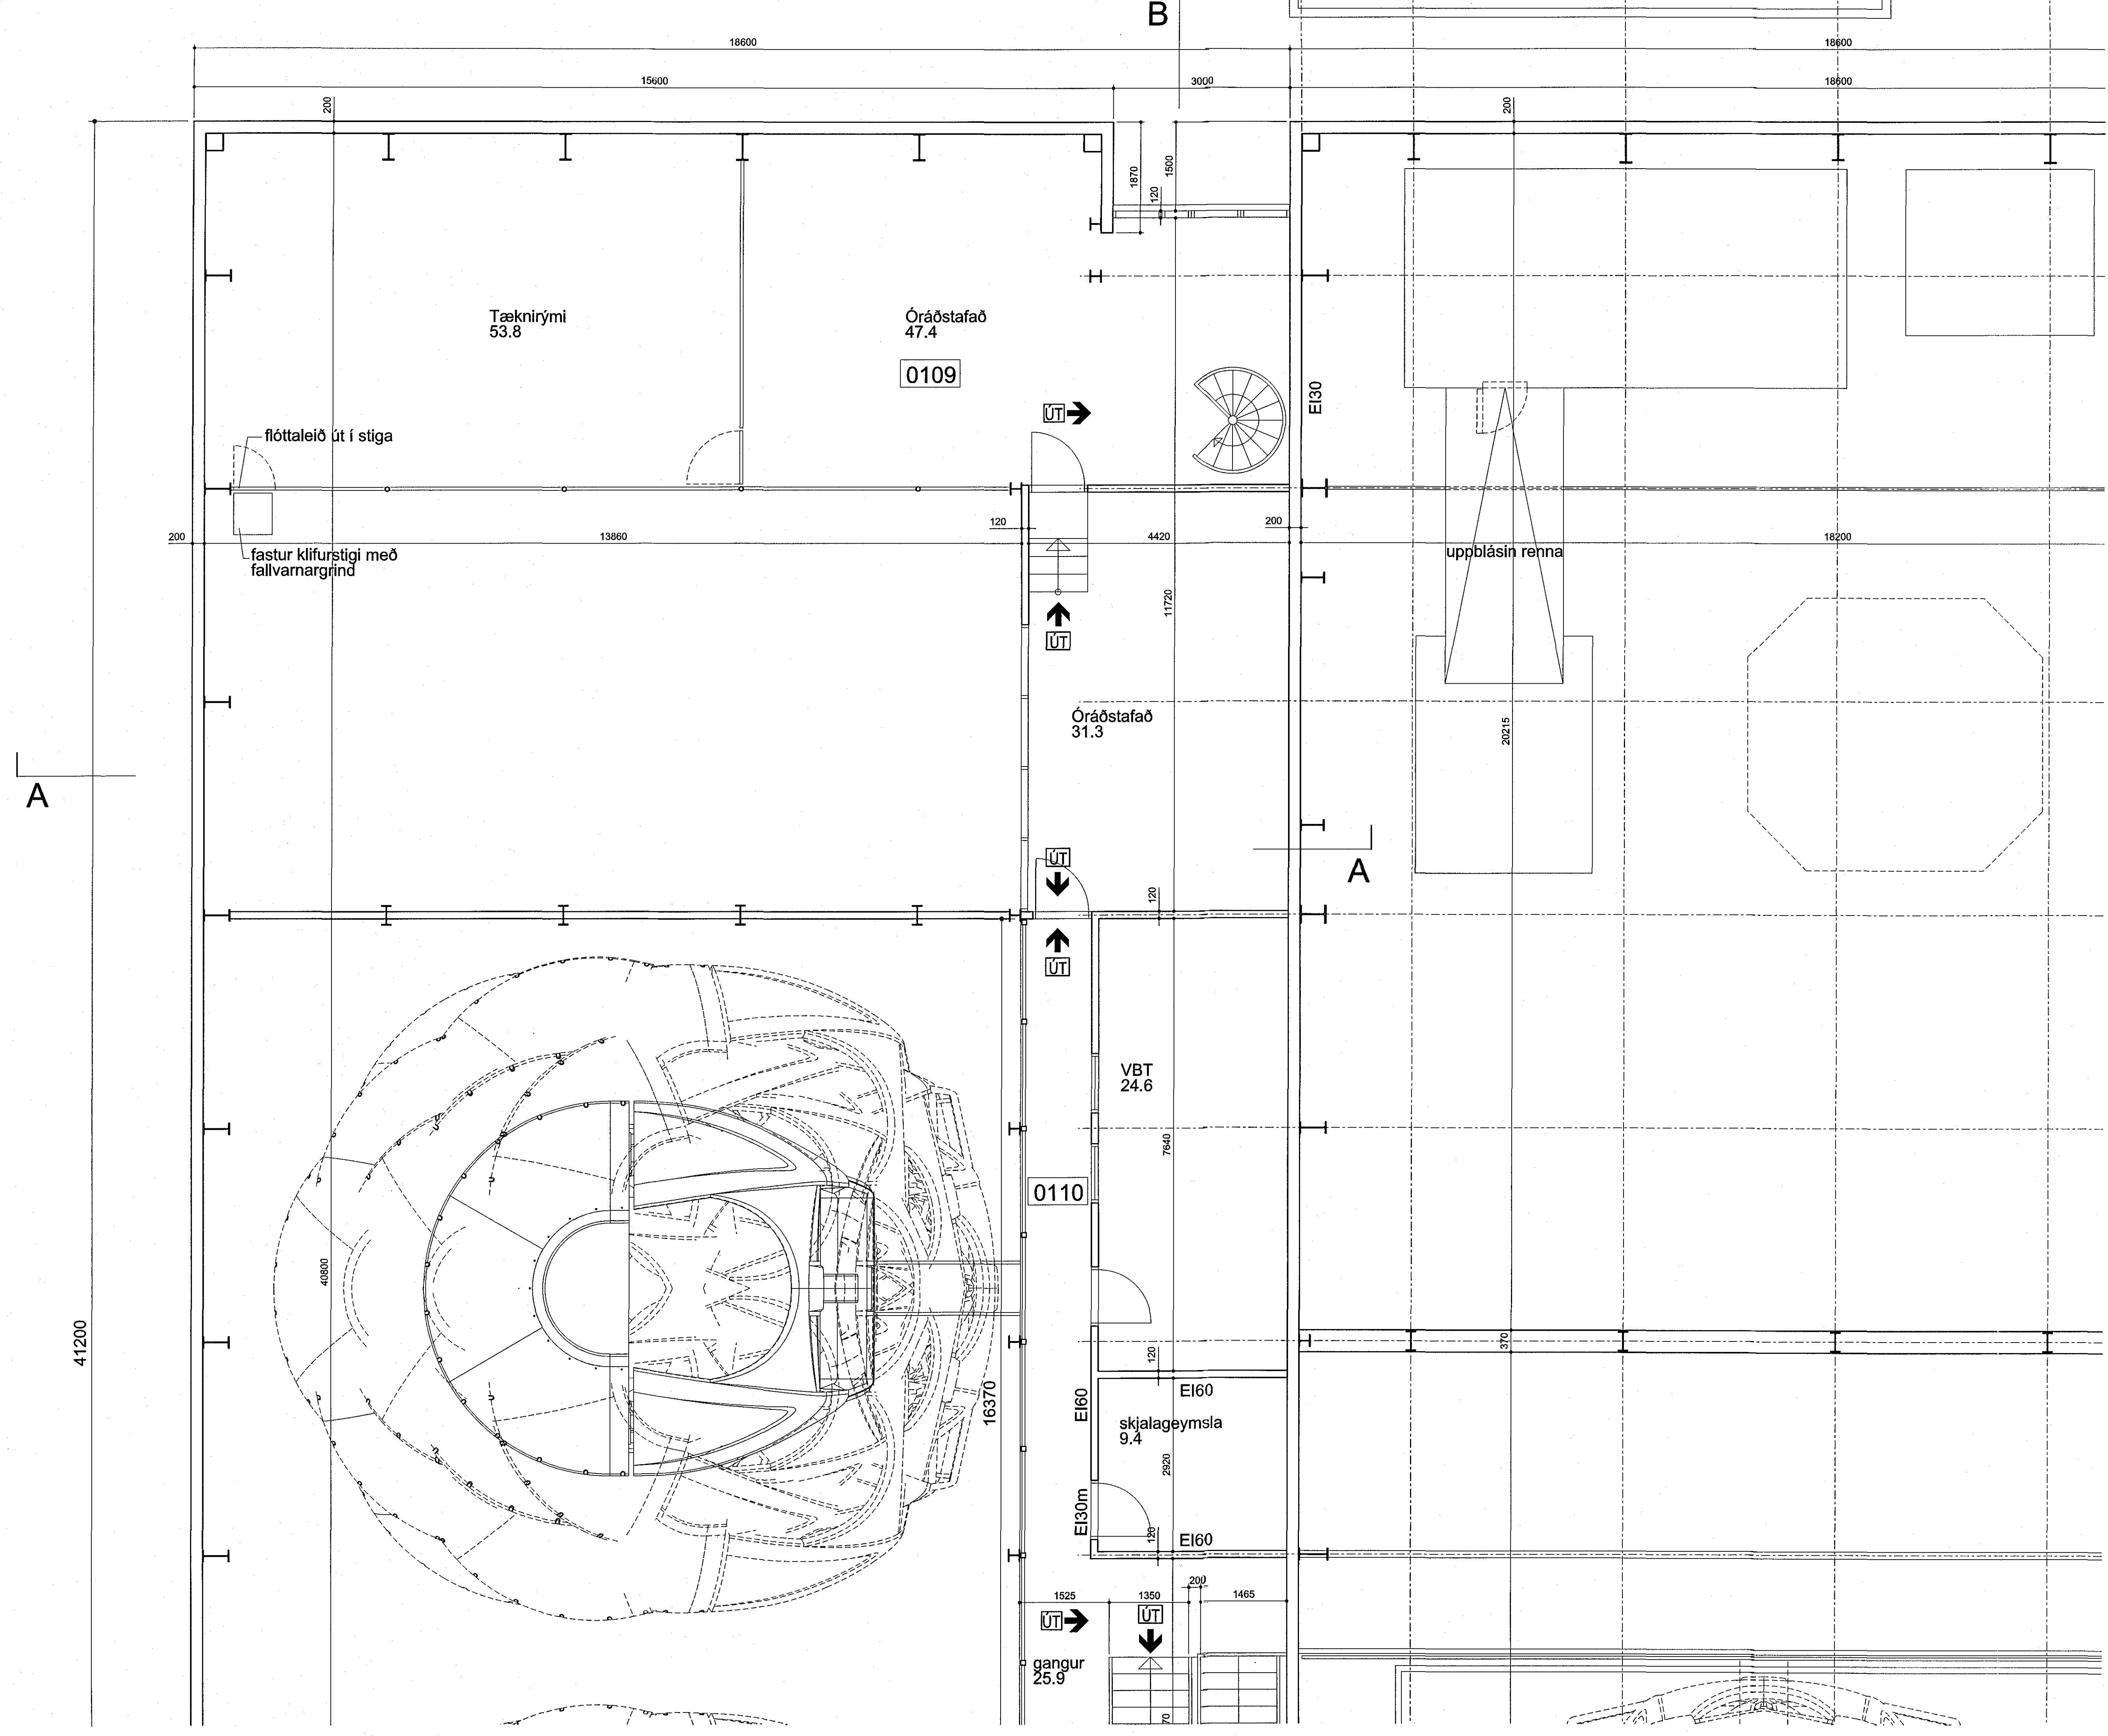 B
18600
18600
15600
3000
18600
200
200
1870
1500
120
Tæknirými
53.8
Óráðstafað
47.4
0109
ÚT
EI30
flóttaleið út í stiga
120
200
200
13860
4420
18200
fastur klifurstigi með
fallvarnargrind
uppblásin renna
11720
ÚT
Óráðstafað
31.3
20215
A
A
ÚT
120
ÚT
VBT
24.6
7640
0110
40800
41200
370
120
16370
EI60
EI60
skjalageymsla
9.4
2920
EI30m
120
EI60
200
1525
1350
1465
ÚT
ÚT
gangur
25.9
70